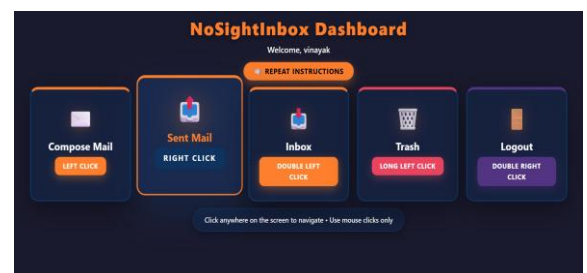 NoSightInbox Dashboard
Welcome, vinayak
REPEAT INSTRUCTIONS
Compose Mail
LEFT CLICK
Sent Mail
RIGHT CLICK
Inbox
DOUBLE LEFT
CLICK
Trash
LONG LEFT CLICK
Logout
DOUBLE RIGHT
CLICK
Click anywhere on the screen to navigate • Use mouse clicks only